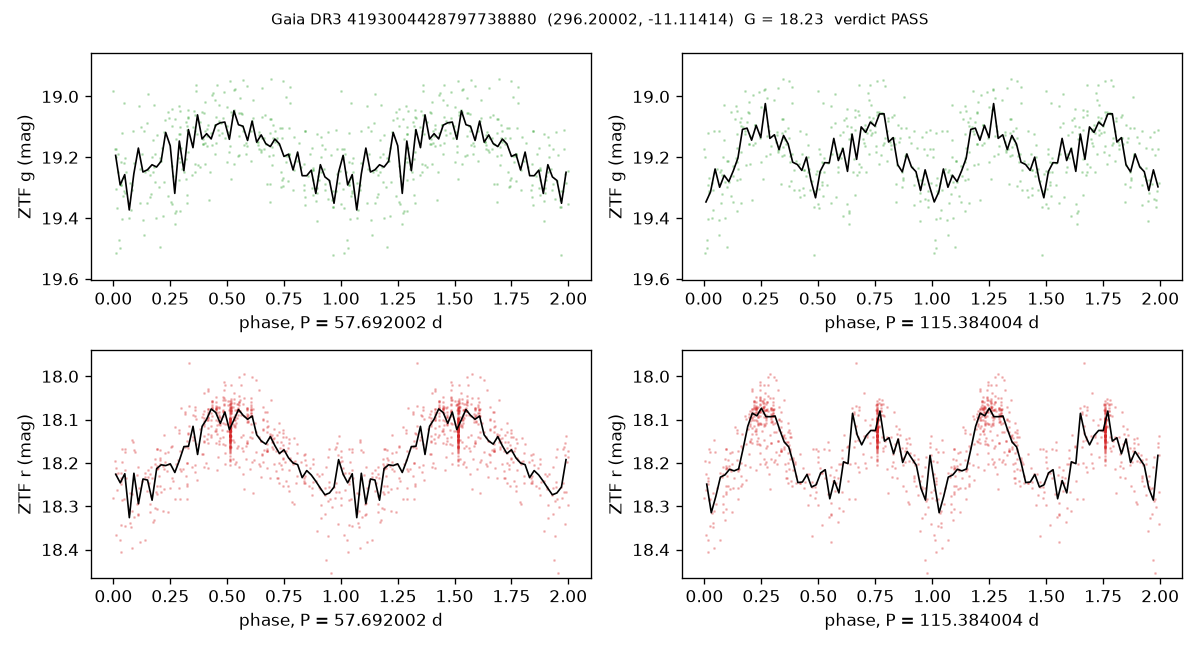 Gaia DR3 4193004428797738880  (296.20002, -11.11414)  G = 18.23  verdict PASS
ZTF g (mag)
19.0
19.2
19.4
19.6
0.00 0.25 0.50 0.75 1.00 1.25 1.50 1.75 2.00
phase, P = 57.692002 d
ZTF g (mag)
19.0
19.2
19.4
19.6
0.00 0.25 0.50 0.75 1.00 1.25 1.50 1.75 2.00
phase, P = 115.384004 d
ZTF r (mag)
18.0
18.1
18.2
18.3
18.4
0.00 0.25 0.50 0.75 1.00 1.25 1.50 1.75 2.00
phase, P = 57.692002 d
ZTF r (mag)
18.0
18.1
18.2
18.3
18.4
0.00 0.25 0.50 0.75 1.00 1.25 1.50 1.75 2.00
phase, P = 115.384004 d